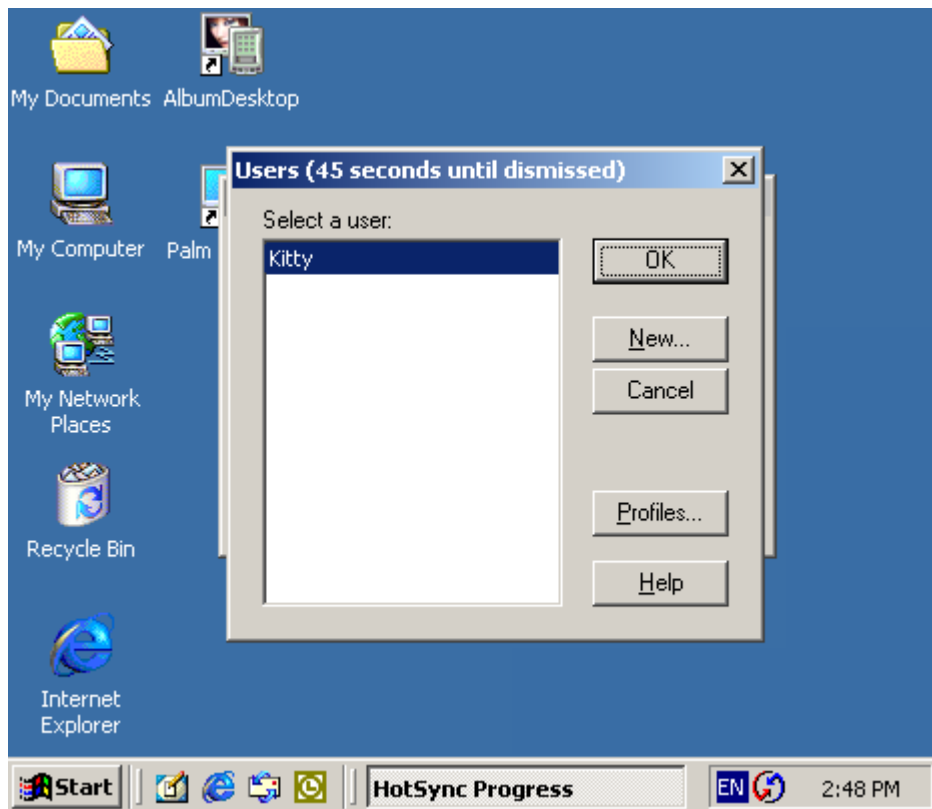 My Documents
AlbumDesktop
Users (45 seconds until dismissed)
Select a user:
Kitty
OK
New...
Cancel
Profiles...
Help
My Computer
Palm
My Network
Places
Recycle Bin
Internet
Explorer
Start
HotSync Progress
EN
2:48 PM